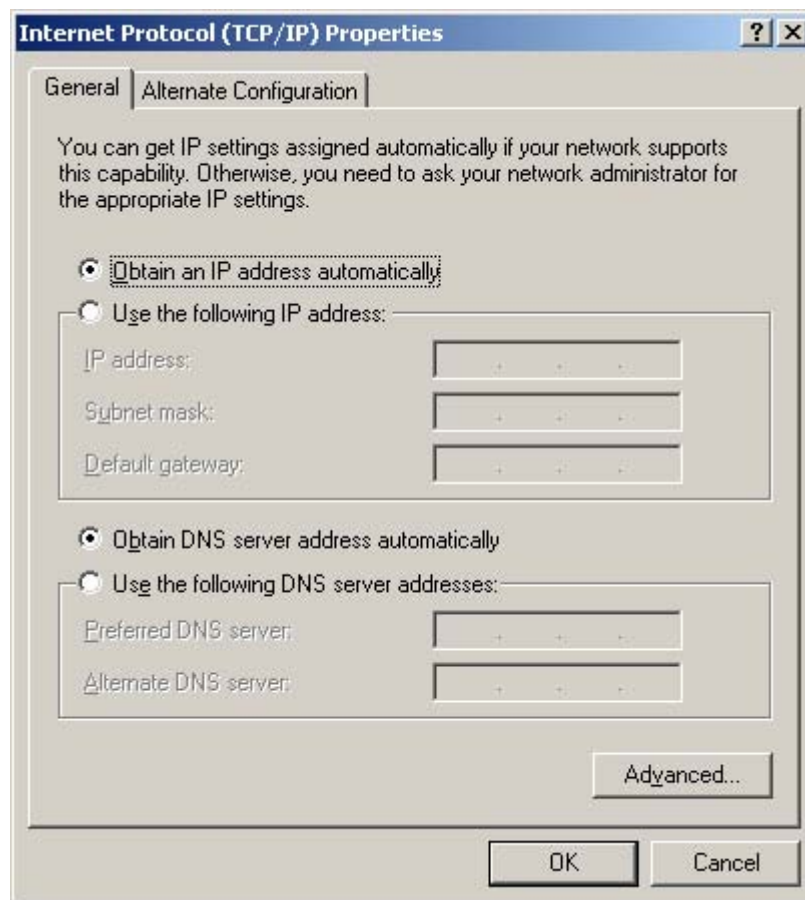 Internet Protocol (TCP/IP) Properties
General
Alternate Configuration
You can get IP settings assigned automatically if your network supports
this capability. Otherwise, you need to ask your network administrator for
the appropriate IP settings.
Obtain an IP address automatically
Use the following IP address:
IP address:
Subnet mask:
Default gateway:
Obtain DNS server address automatically
Use the following DNS server addresses:
Preferred DNS server:
Alternate DNS server:
Advanced...
OK
Cancel